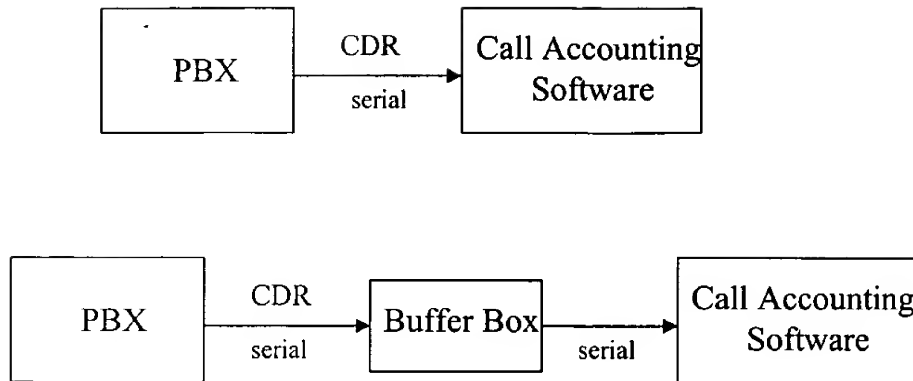 PBX
CDR
serial
Call Accounting
Software
PBX
CDR
serial
Buffer Box
serial
Call Accounting
Software